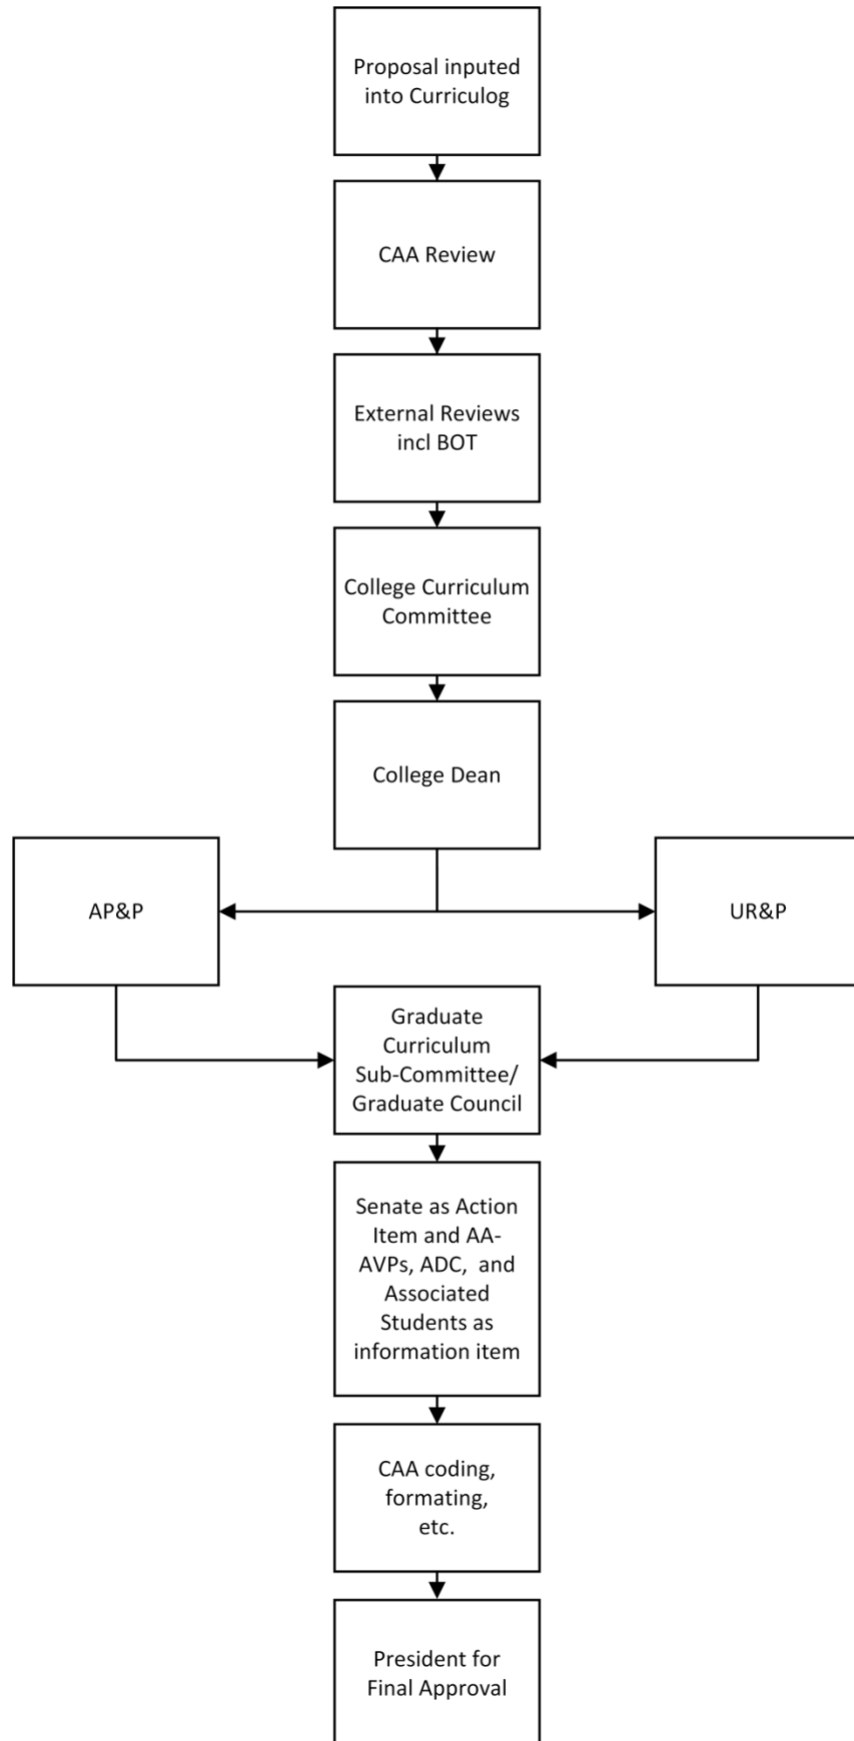 Proposal inputed
into Curriculog
CAA Review
External Reviews
incl BOT
College Curriculum
Committee
College Dean
AP&P
UR&P
Graduate
Curriculum
Sub-Committee/
Graduate Council
Senate as Action
Item and AA-
AVPs, ADC, and
Associated
Students as
information item
CAA coding,
formating,
etc.
President for
Final Approval